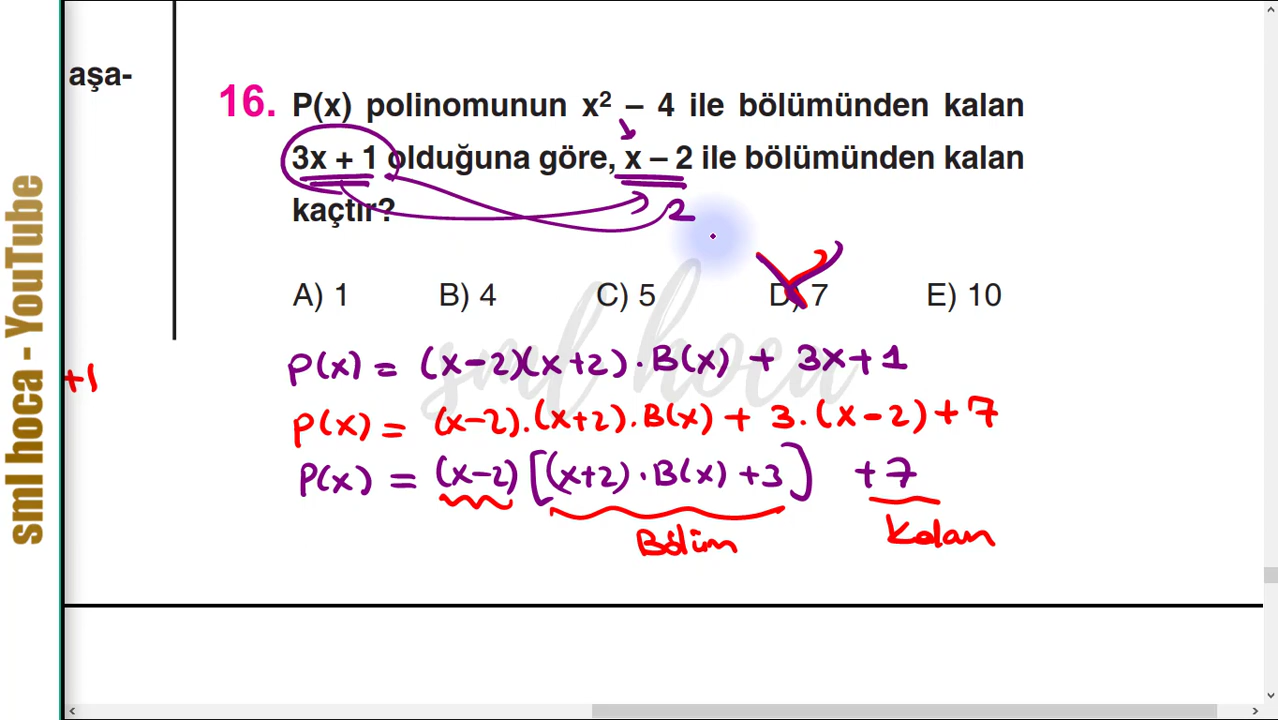 aşa-
16. P(x) polinomunun x² – 4 ile bölümünden kalan
3x + 1 olduğuna göre, x – 2 ile bölümünden kalan
kaçtır?
2
A) 1 B) 4 C) 5 D) 7 E) 10
P(x) = (x-2)(x+2).B(x) + 3x+1
+1
P(x) = (x-2).(x+2).B(x) + 3.(x-2)+7
P(x) = (x-2) [(x+2).B(x)+3] +7
Bölüm Kalan
sml hoca
sml hoca - YouTube